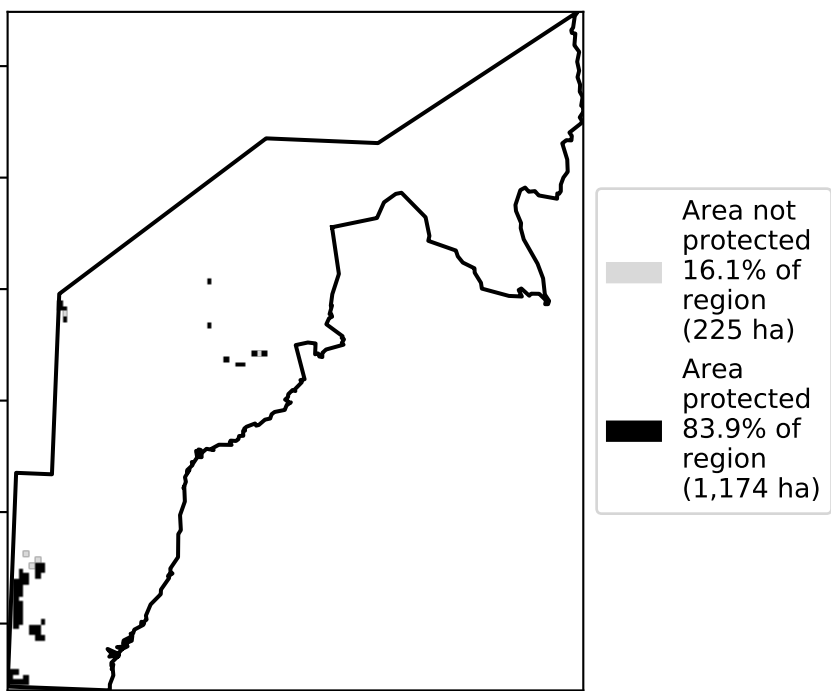 Area not
protected
16.1% of
region
(225 ha)
Area
protected
83.9% of
region
(1,174 ha)